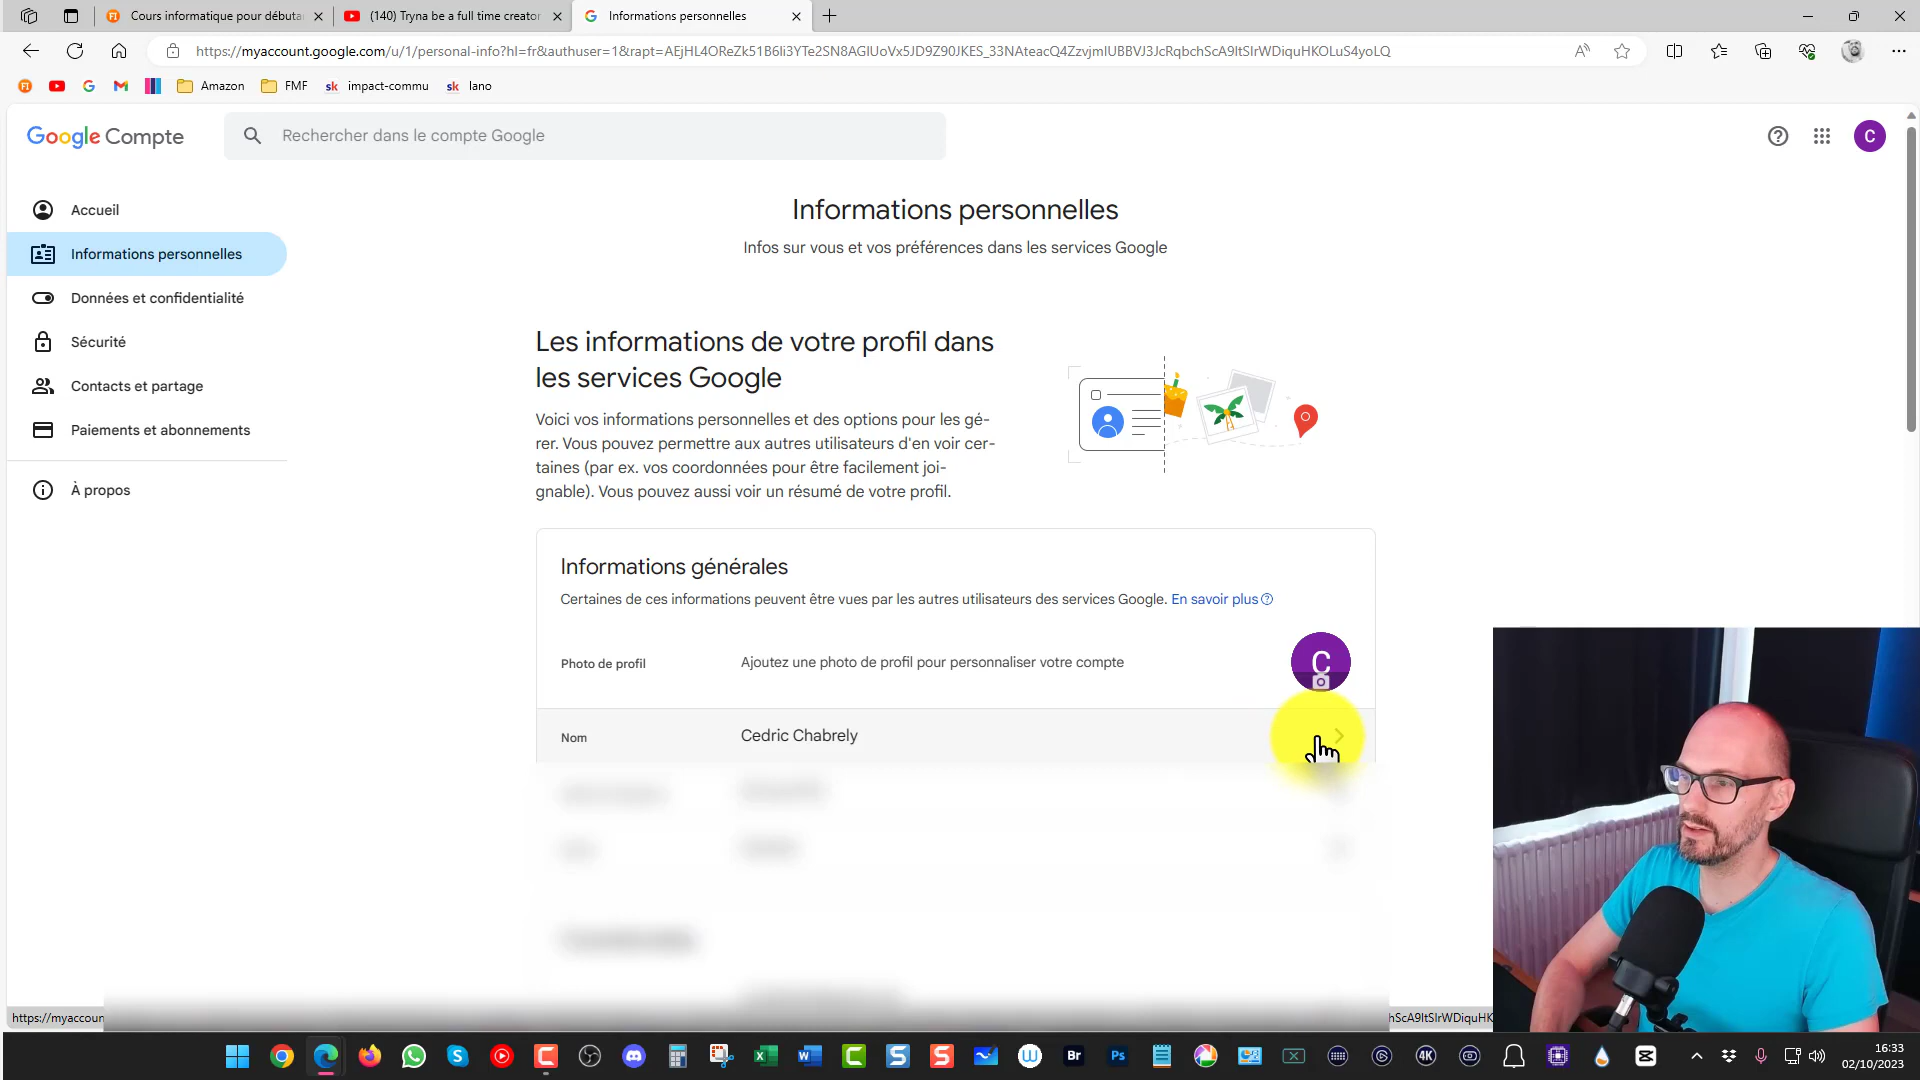 Cours informatique pour débuta
(140) Tryna be a full time creator
Informations personnelles
https://myaccount.google.com/u/1/personal-info?hl=fr&authuser=1&rapt=AEjHL4OReZk51B6li3YTe2SN8AGlUoVx5JD9Z90JKES_33NAteacQ4ZzvjmlUBBVJ3JcRqbchScA9ltSlrWDiquHKOLuS4yoLQ
Amazon
FMF
sk impact-commu
sk lano
Google Compte
Rechercher dans le compte Google
C
Accueil
Informations personnelles
Données et confidentialité
Sécurité
Contacts et partage
Paiements et abonnements
À propos
Informations personnelles
Infos sur vous et vos préférences dans les services Google
Les informations de votre profil dans
les services Google
Voici vos informations personnelles et des options pour les gé-
rer. Vous pouvez permettre aux autres utilisateurs d'en voir cer-
taines (par ex. vos coordonnées pour être facilement joi-
gnable). Vous pouvez aussi voir un résumé de votre profil.
Informations générales
Certaines de ces informations peuvent être vues par les autres utilisateurs des services Google. En savoir plus
Photo de profil
Ajoutez une photo de profil pour personnaliser votre compte
C
Nom
Cedric Chabrely
https://myaccoun
hScA9ltSlrWDiquHK
Br
Ps
4K
16:33
02/10/2023